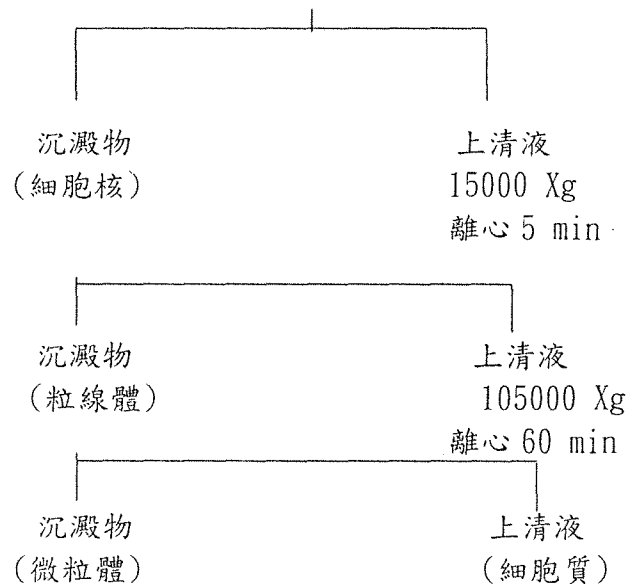 沉澱物
(細胞核)
上清液
15000 Xg
離心 5 min
沉澱物
(粒線體)
上清液
105000 Xg
離心 60 min
沉澱物
(微粒體)
上清液
(細胞質)